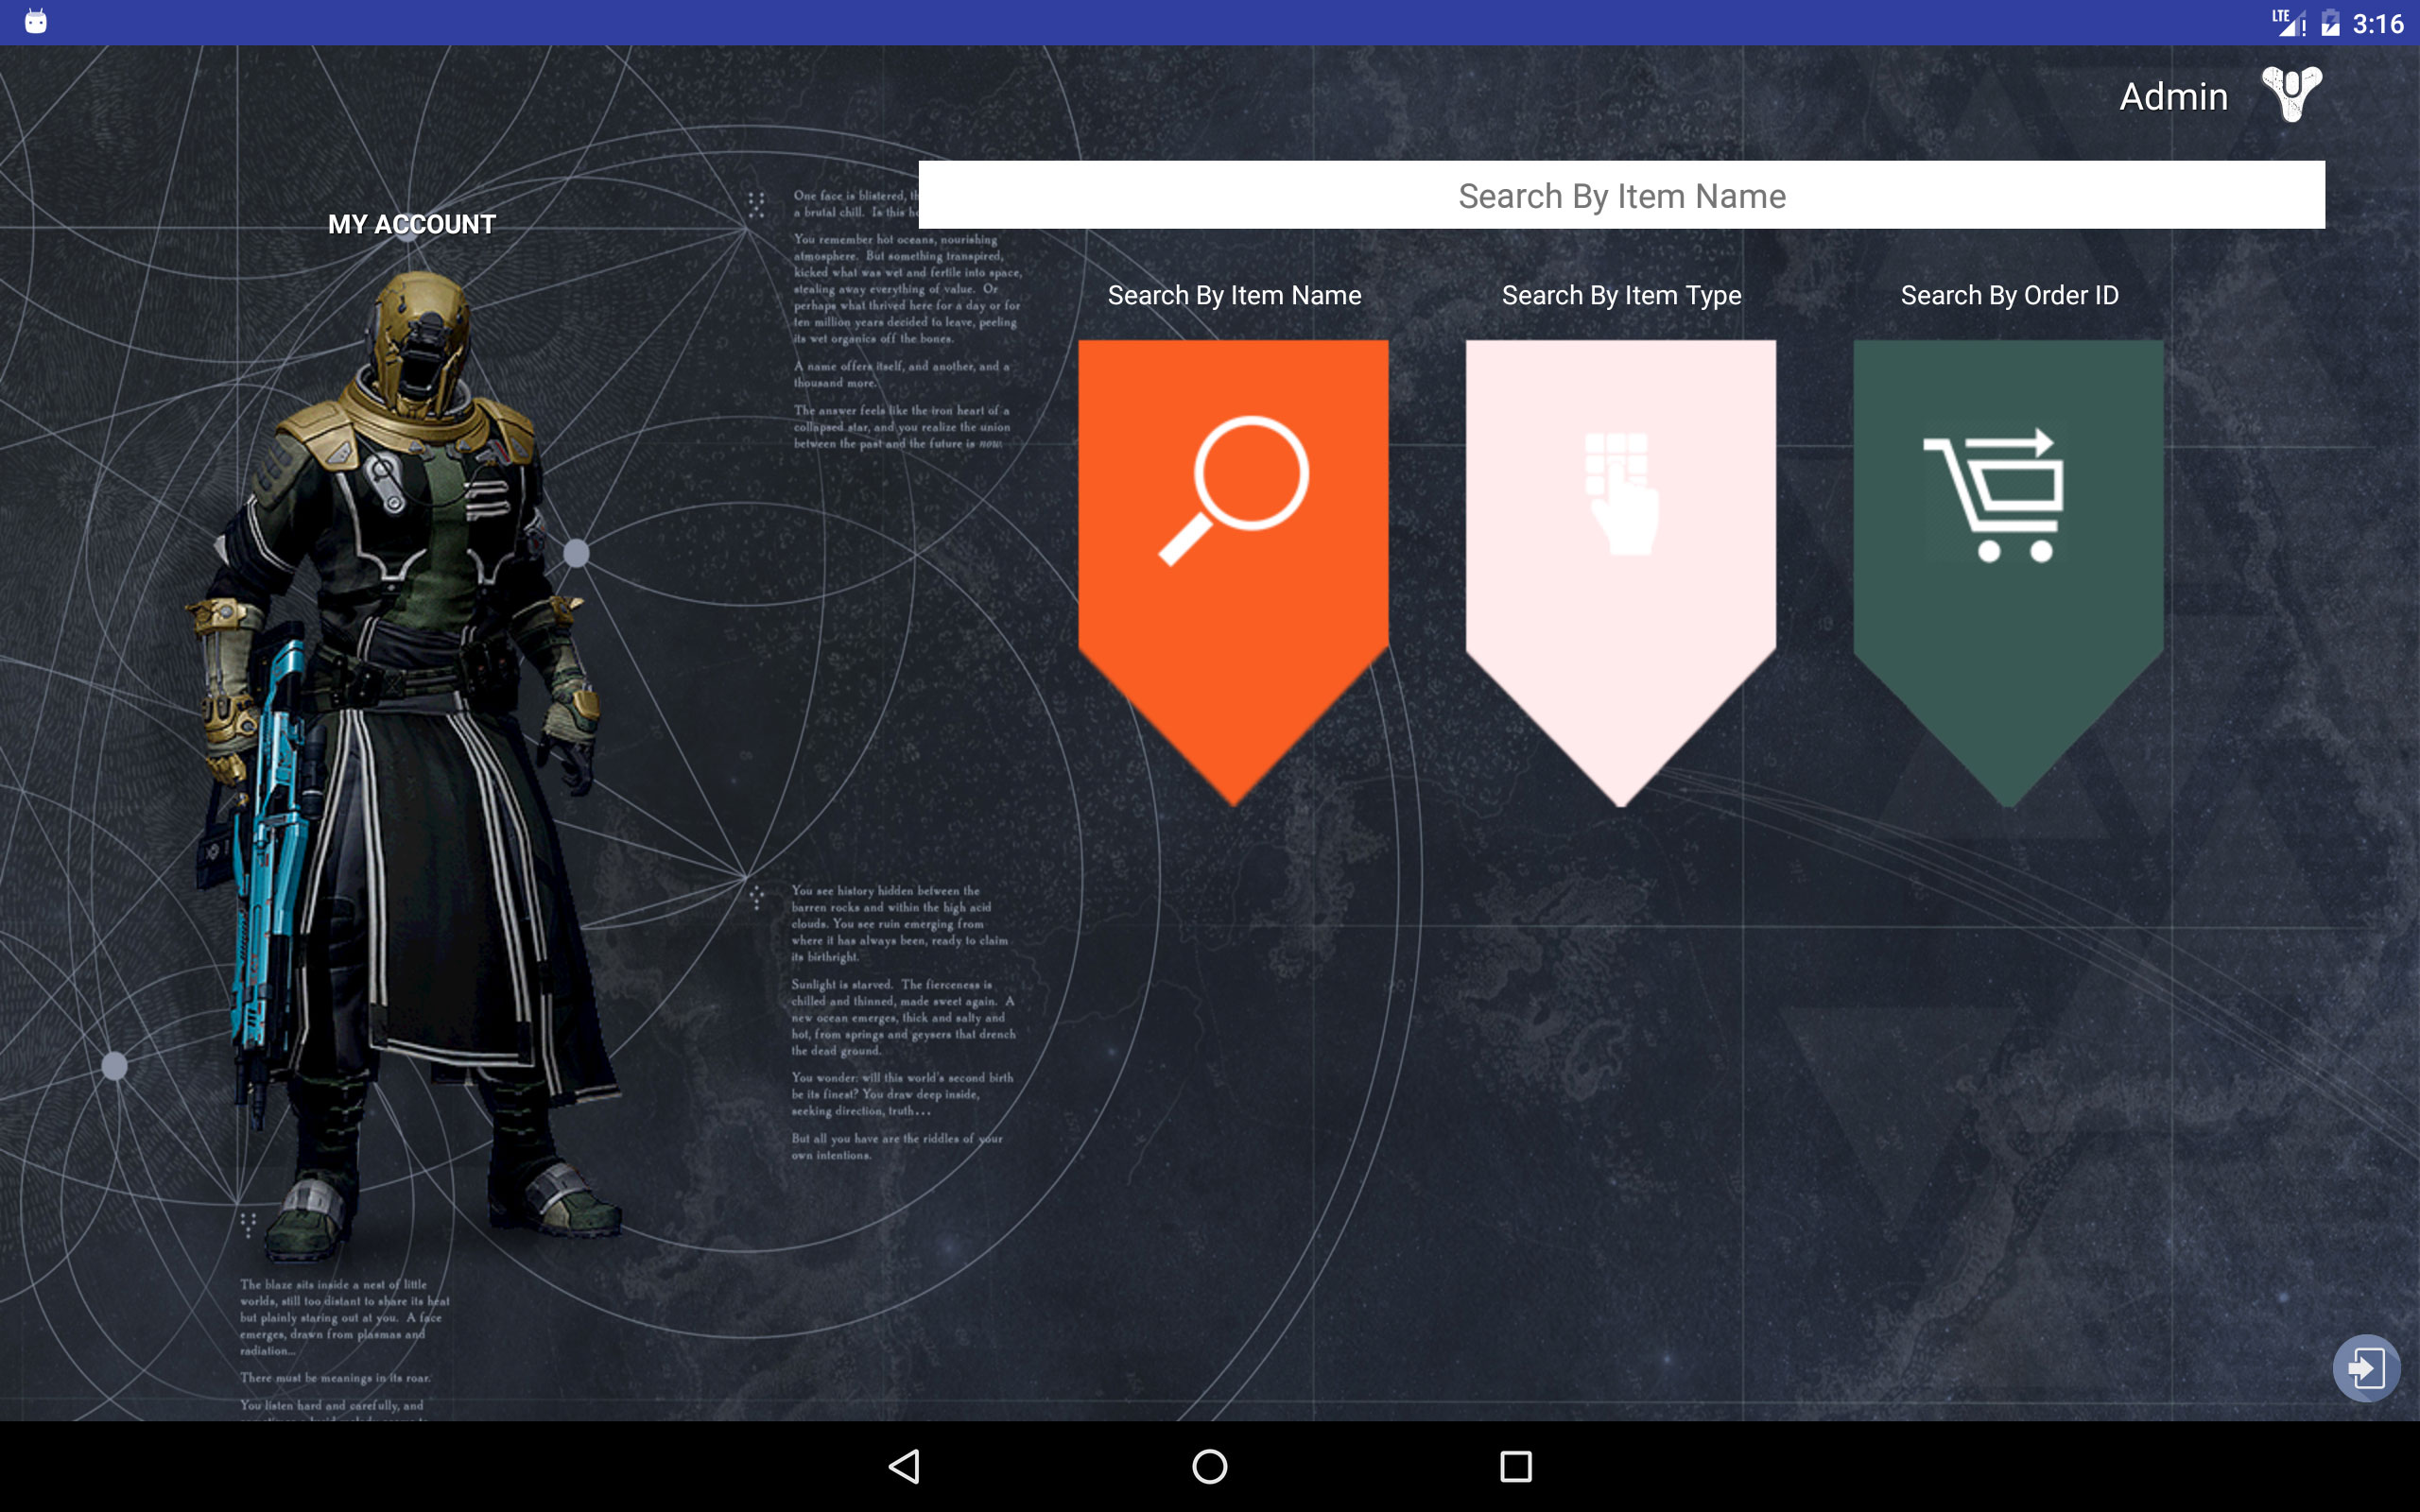 LTE 3:16
Admin
Search By Item Name
MY ACCOUNT
Search By Item Name
Search By Item Type
Search By Order ID
One face is blistered,
a brutal chill. Is this
You remember hot oceans, nourishing
atmosphere. But something transpired,
kicked what was wet and fertile into space,
stealing away everything of value. Or
perhaps what thrived here for a day or for
ten million years decided to leave, peeling
its wet organics off the bones.
A name offers itself, and another, and a
thousand more.
The answer feels like the iron heart of a
collapsed star, and you realize the union
between the past and the future is now.
You see history hidden between the
barren rocks and within the high acid
clouds. You see ruin emerging from
where it has always been, ready to claim
its birthright.
Sunlight is starved. The fierceness is
chilled and thinned, made sweet again. A
new ocean emerges, thick and salty and
hot, from springs and geysers that drench
the dead ground.
You wonder: will this world's second birth
be its finest? You draw deep inside,
seeking direction, truth...
But all you have are the riddles of your
own intentions.
The blaze sits inside a nest of little
worlds, still too distant to share its heat
but plainly staring out at you. A face
emerges, drawn from plasmas and
radiation...
There must be meanings in its roar.
You listen hard and carefully, and